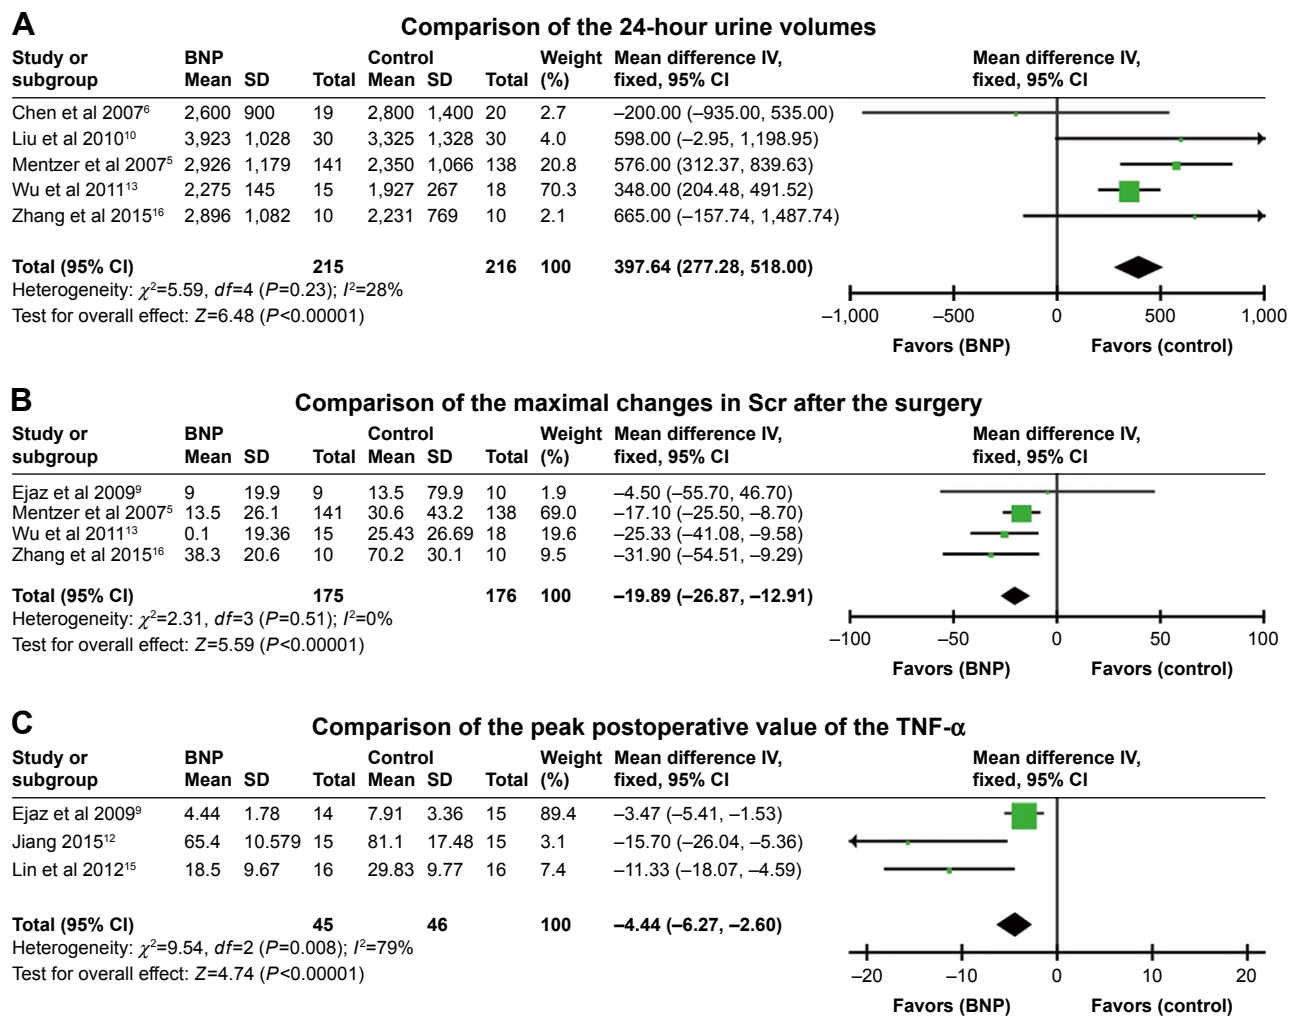 A
Comparison of the 24-hour urine volumes
Study or BNP Control Weight Mean difference IV, Mean difference IV,
subgroup Mean SD Total Mean SD Total (%) fixed, 95% CI fixed, 95% CI
Chen et al 2007⁶ 2,600 900 19 2,800 1,400 20 2.7 –200.00 (–935.00, 535.00)
Liu et al 2010¹⁰ 3,923 1,028 30 3,325 1,328 30 4.0 598.00 (–2.95, 1,198.95)
Mentzer et al 2007⁵ 2,926 1,179 141 2,350 1,066 138 20.8 576.00 (312.37, 839.63)
Wu et al 2011¹³ 2,275 145 15 1,927 267 18 70.3 348.00 (204.48, 491.52)
Zhang et al 2015¹⁶ 2,896 1,082 10 2,231 769 10 2.1 665.00 (–157.74, 1,487.74)
Total (95% CI) 215 216 100 397.64 (277.28, 518.00)
Heterogeneity: χ²=5.59, df=4 (P=0.23); I²=28%
Test for overall effect: Z=6.48 (P<0.00001)
–1,000 –500 0 500 1,000
Favors (BNP) Favors (control)
B
Comparison of the maximal changes in Scr after the surgery
Study or BNP Control Weight Mean difference IV, Mean difference IV,
subgroup Mean SD Total Mean SD Total (%) fixed, 95% CI fixed, 95% CI
Ejaz et al 2009⁹ 9 19.9 9 13.5 79.9 10 1.9 –4.50 (–55.70, 46.70)
Mentzer et al 2007⁵ 13.5 26.1 141 30.6 43.2 138 69.0 –17.10 (–25.50, –8.70)
Wu et al 2011¹³ 0.1 19.36 15 25.43 26.69 18 19.6 –25.33 (–41.08, –9.58)
Zhang et al 2015¹⁶ 38.3 20.6 10 70.2 30.1 10 9.5 –31.90 (–54.51, –9.29)
Total (95% CI) 175 176 100 –19.89 (–26.87, –12.91)
Heterogeneity: χ²=2.31, df=3 (P=0.51); I²=0%
Test for overall effect: Z=5.59 (P<0.00001)
–100 –50 0 50 100
Favors (BNP) Favors (control)
C
Comparison of the peak postoperative value of the TNF-α
Study or BNP Control Weight Mean difference IV, Mean difference IV,
subgroup Mean SD Total Mean SD Total (%) fixed, 95% CI fixed, 95% CI
Ejaz et al 2009⁹ 4.44 1.78 14 7.91 3.36 15 89.4 –3.47 (–5.41, –1.53)
Jiang 2015¹² 65.4 10.579 15 81.1 17.48 15 3.1 –15.70 (–26.04, –5.36)
Lin et al 2012¹⁵ 18.5 9.67 16 29.83 9.77 16 7.4 –11.33 (–18.07, –4.59)
Total (95% CI) 45 46 100 –4.44 (–6.27, –2.60)
Heterogeneity: χ²=9.54, df=2 (P=0.008); I²=79%
Test for overall effect: Z=4.74 (P<0.00001)
–20 –10 0 10 20
Favors (BNP) Favors (control)